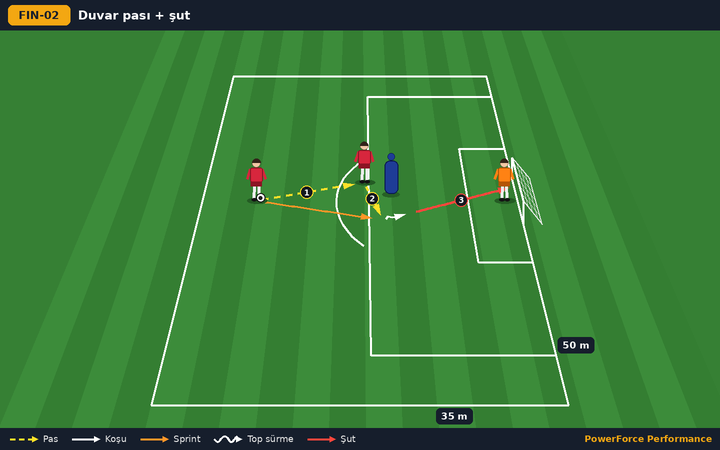 FIN-02 Duvar pası + şut
1
2
3
50 m
35 m
Pas Koşu Sprint Top sürme Şut PowerForce Performance